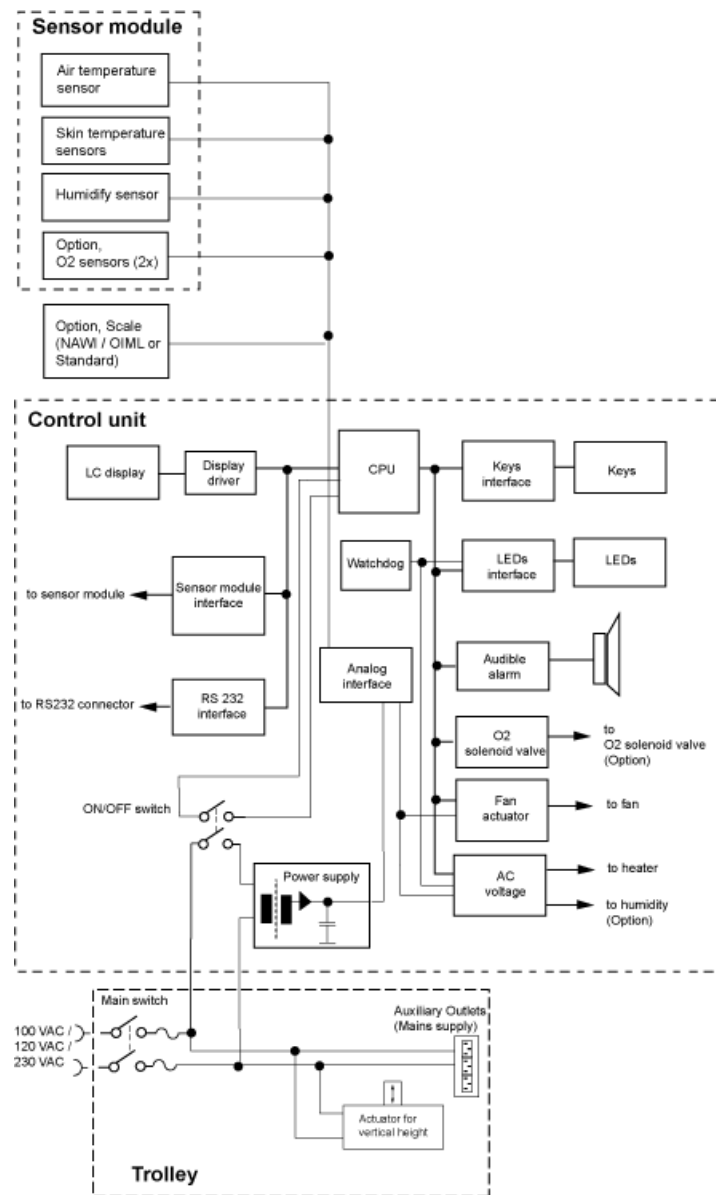 Sensor module
Air temperature
sensor
Skin temperature
sensors
Humidify sensor
Option,
O2 sensors (2x)
Option, Scale
(NAWI / OIML or
Standard)
Control unit
LC display
Display
driver
CPU
Keys
interface
Keys
Watchdog
LEDs
interface
LEDs
to sensor module
Sensor module
interface
Analog
interface
Audible
alarm
to RS232 connector
RS 232
interface
O2
solenoid valve
to
O2 solenoid valve
(Option)
ON/OFF switch
Fan
actuator
to fan
Power supply
AC
voltage
to heater
to humidity
(Option)
Main switch
Auxiliary Outlets
(Mains supply)
100 VAC /
120 VAC /
230 VAC
Actuator for
vertical height
Trolley